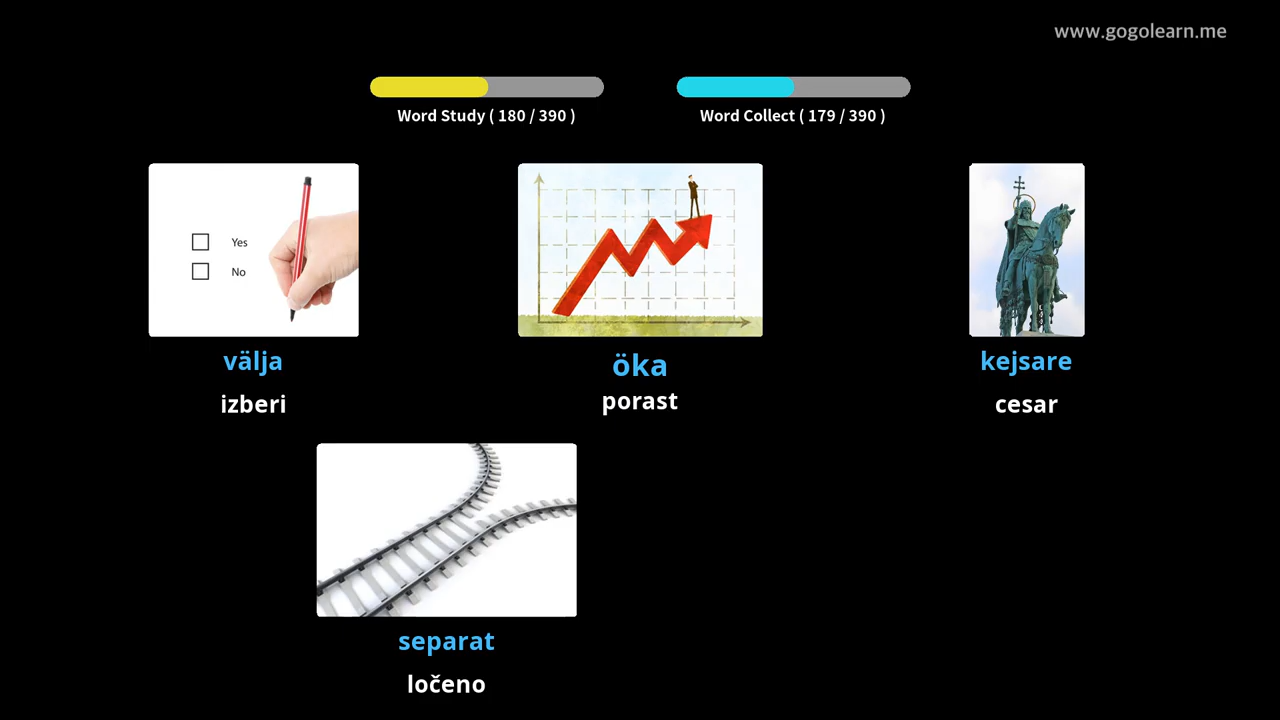 www.gogolearn.me
Word Study ( 180 / 390 )
Word Collect ( 179 / 390 )
Yes
No
välja
izberi
öka
porast
kejsare
cesar
separat
ločeno